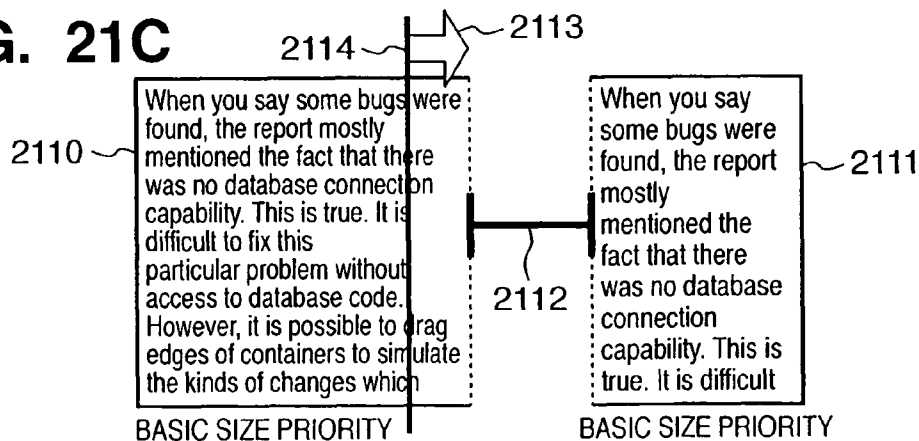 G. 21C
2114
2113
When you say some bugs were
found, the report mostly
mentioned the fact that there
was no database connection
capability. This is true. It is
difficult to fix this
particular problem without
access to database code.
However, it is possible to drag
edges of containers to simulate
the kinds of changes which
2110
BASIC SIZE PRIORITY
2112
When you say
some bugs were
found, the report
mostly
mentioned the
fact that there
was no database
connection
capability. This is
true. It is difficult
2111
BASIC SIZE PRIORITY